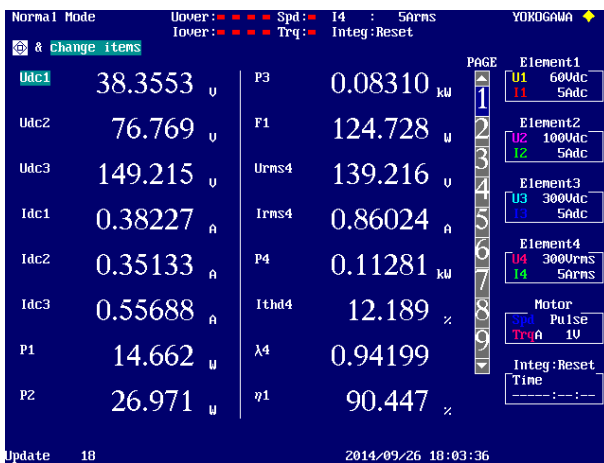 Normal Mode Uover: Spd: I4 : 5Arms YOKOGAWA
Iover: Trq: Integ:Reset
& change items
PAGE
Udc1 38.3553 V P3 0.08310 kW
Udc2 76.769 V F1 124.728 W
Udc3 149.215 V Urms4 139.216 V
Idc1 0.38227 A Irms4 0.86024 A
Idc2 0.35133 A P4 0.11281 kW
Idc3 0.55688 A Ithd4 12.189 %
P1 14.662 W λ4 0.94199
P2 26.971 W η1 90.447 %
1
2
3
4
5
6
7
8
9
Element1
U1 60Vdc
I1 5Adc
Element2
U2 100Vdc
I2 5Adc
Element3
U3 300Vdc
I3 5Adc
Element4
U4 300Vrms
I4 5Arms
Motor
Spd Pulse
TrqA 1V
Integ:Reset
Time
-----:--:--
Update 18 2014/09/26 18:03:36